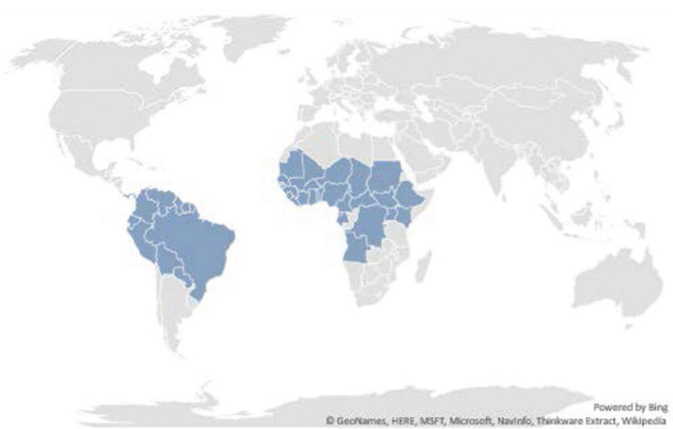 Powered by Bing
© GeoNames, HERE, MSFT, Microsoft, NavInfo, Thinkware Extract, Wikipedia